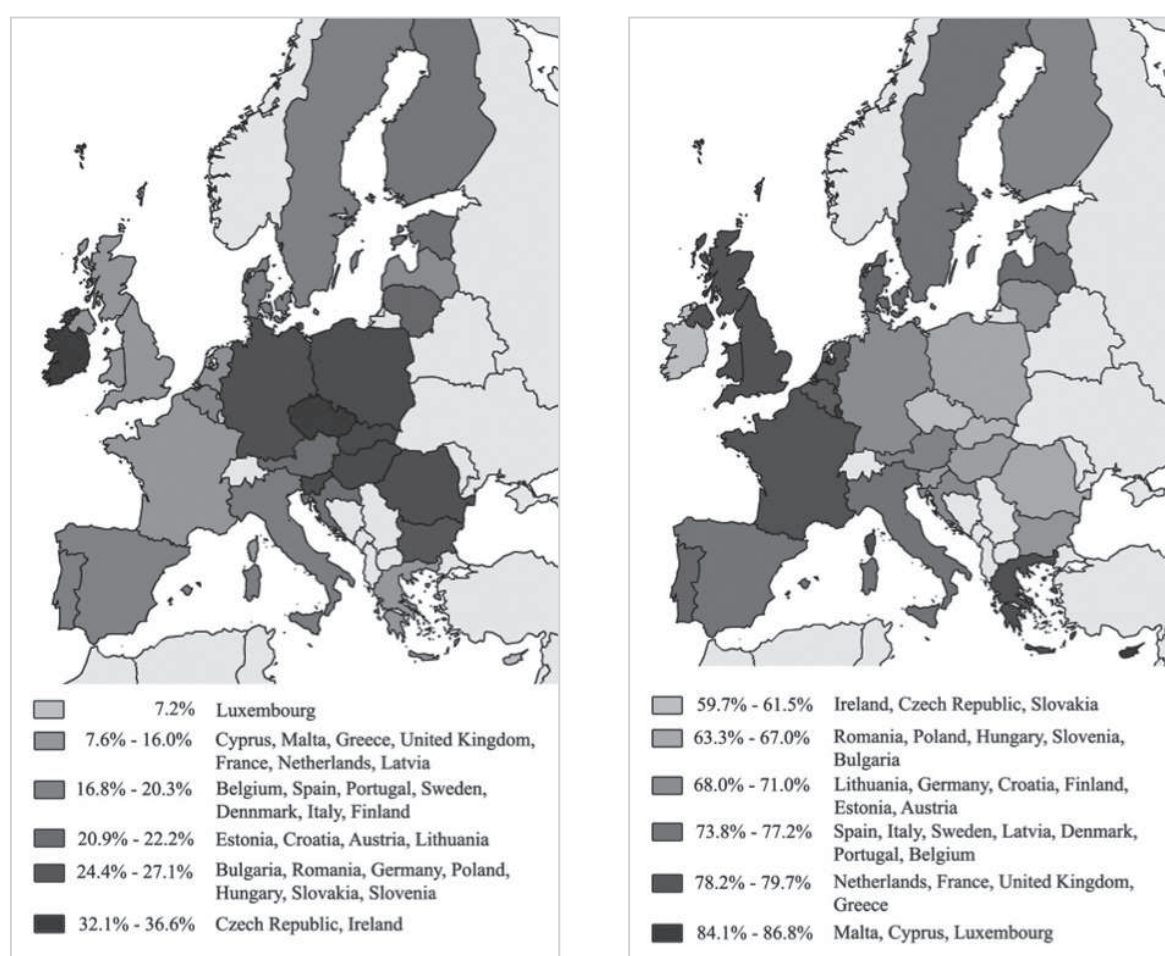 7.2% Luxembourg
7.6% - 16.0% Cyprus, Malta, Greece, United Kingdom,
France, Netherlands, Latvia
16.8% - 20.3% Belgium, Spain, Portugal, Sweden,
Dennmark, Italy, Finland
20.9% - 22.2% Estonia, Croatia, Austria, Lithuania
24.4% - 27.1% Bulgaria, Romania, Germany, Poland,
Hungary, Slovakia, Slovenia
32.1% - 36.6% Czech Republic, Ireland
59.7% - 61.5% Ireland, Czech Republic, Slovakia
63.3% - 67.0% Romania, Poland, Hungary, Slovenia,
Bulgaria
68.0% - 71.0% Lithuania, Germany, Croatia, Finland,
Estonia, Austria
73.8% - 77.2% Spain, Italy, Sweden, Latvia, Denmark,
Portugal, Belgium
78.2% - 79.7% Netherlands, France, United Kingdom,
Greece
84.1% - 86.8% Malta, Cyprus, Luxembourg